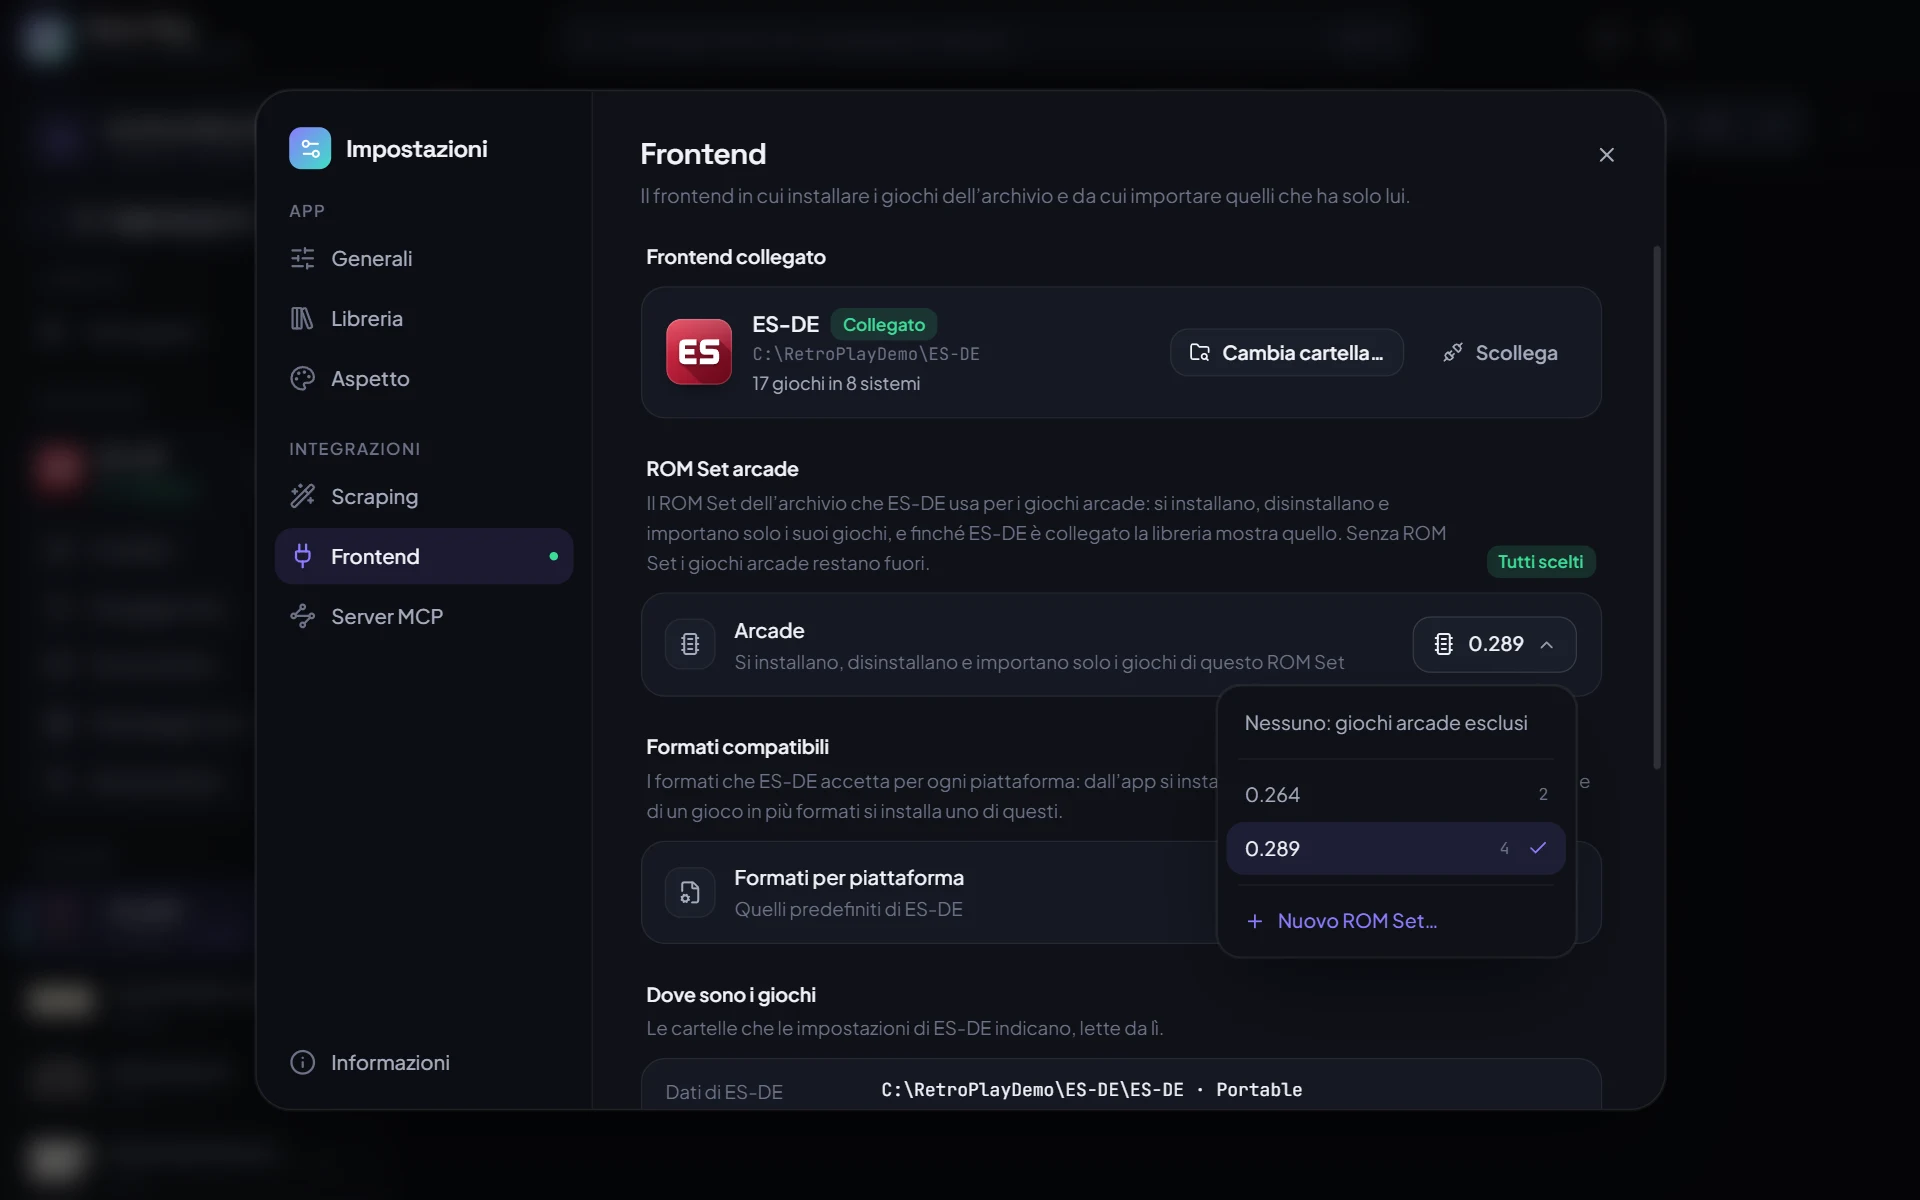 Impostazioni
APP
Generali
Libreria
Aspetto
INTEGRAZIONI
Scraping
Frontend
Server MCP
Informazioni
Frontend
Il frontend in cui installare i giochi dell’archivio e da cui importare quelli che ha solo lui.
Frontend collegato
ES
ES-DE Collegato
C:\RetroPlayDemo\ES-DE
17 giochi in 8 sistemi
Cambia cartella…
Scollega
ROM Set arcade
Il ROM Set dell’archivio che ES-DE usa per i giochi arcade: si installano, disinstallano e
importano solo i suoi giochi, e finché ES-DE è collegato la libreria mostra quello. Senza ROM
Set i giochi arcade restano fuori.
Tutti scelti
Arcade
Si installano, disinstallano e importano solo i giochi di questo ROM Set
0.289
Nessuno: giochi arcade esclusi
0.264 2
0.289 4
+ Nuovo ROM Set…
Formati compatibili
I formati che ES-DE accetta per ogni piattaforma: dall’app si insta e
di un gioco in più formati si installa uno di questi.
Formati per piattaforma
Quelli predefiniti di ES-DE
Dove sono i giochi
Le cartelle che le impostazioni di ES-DE indicano, lette da lì.
Dati di ES-DE C:\RetroPlayDemo\ES-DE\ES-DE · Portable